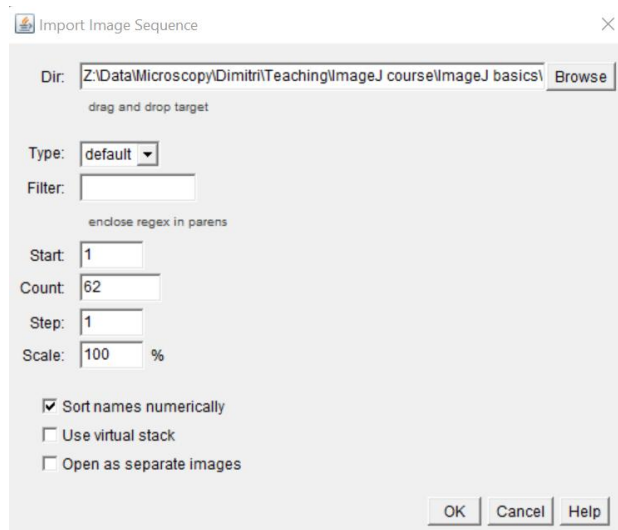 Import Image Sequence
Dir: Z:\Data\Microscopy\Dimitri\Teaching\ImageJ course\ImageJ basics\ Browse
drag and drop target
Type: default
Filter:
enclose regex in parens
Start: 1
Count: 62
Step: 1
Scale: 100 %
Sort names numerically
Use virtual stack
Open as separate images
OK Cancel Help